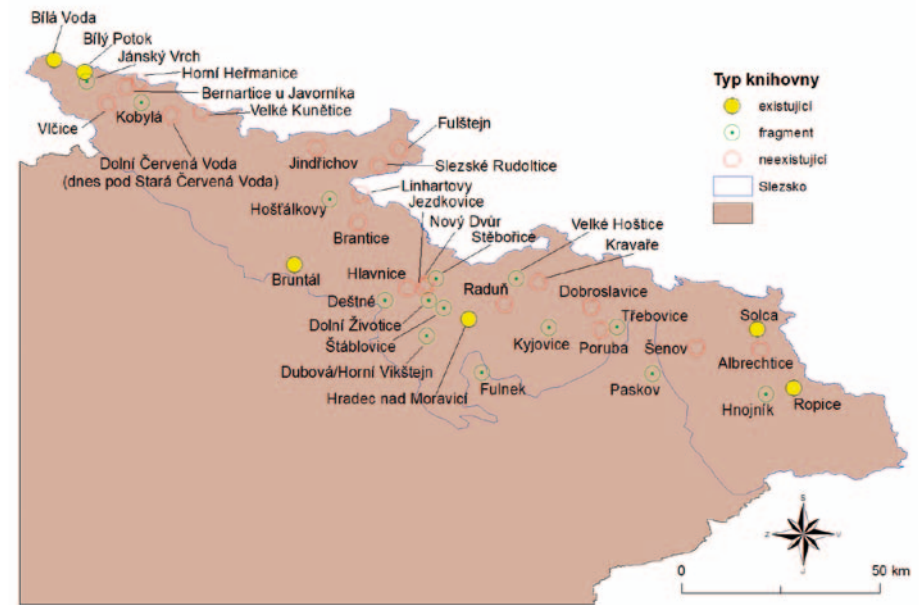 Bílá Voda
Bílý Potok
Jánský Vrch
Horní Heřmanice
Bernartice u Javorníka
Velké Kunětice
Vlčice
Kobylá
Dolní Červená Voda
(dnes pod Stará Červená Voda)
Jindřichov
Fulštejn
Slezské Rudoltice
Linhartovy
Jezdkovice
Hošťálkovy
Nový Dvůr
Stěbořice
Velké Hoštice
Kravaře
Brantice
Hlavnice
Bruntál
Raduň
Dobroslavice
Deštné
Dolní Životice
Třebovice
Solca
Štáblovice
Kyjovice
Poruba
Šenov
Albrechtice
Dubová/Horní Vikštejn
Hradec nad Moravicí
Fulnek
Paskov
Hnojník
Ropice
Typ knihovny
existující
fragment
neexistující
Slezsko
S
Z
V
J
0
50 km